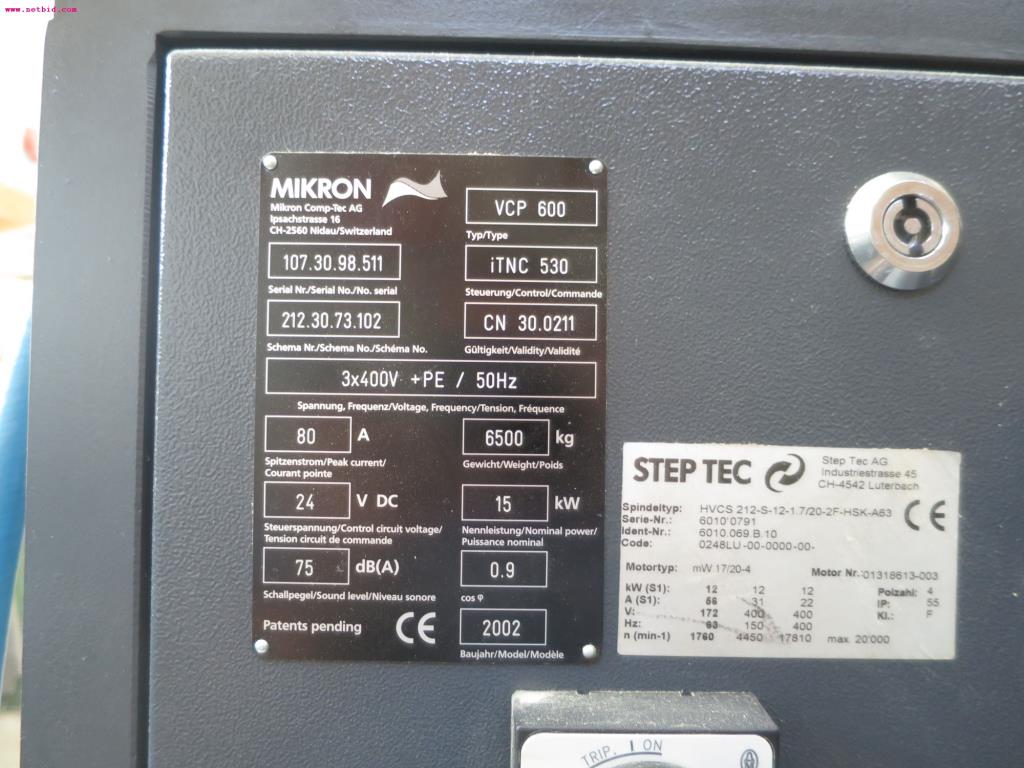 www.netbid.com
MIKRON
Mikron Comp-Tec AG
Ipsachstrasse 16
CH-2560 Nidau/Switzerland
VCP 600
Typ/Type
107.30.98.511
Serial Nr./Serial No./No. serial
iTNC 530
Steuerung/Control/Commande
212.30.73.102
Schema Nr./Schema No./Schéma No.
CN 30.0211
Gültigkeit/Validity/Validité
3x400V +PE / 50Hz
Spannung, Frequenz/Voltage, Frequency/Tension, Fréquence
80 A
Spitzenstrom/Peak current/
Courant pointe
6500 kg
Gewicht/Weight/Poids
24 V DC
Steuerspannung/Control circuit voltage/
Tension circuit de commande
15 kW
Nennleistung/Nominal power/
Puissance nominal
75 dB(A)
Schallpegel/Sound level/Niveau sonore
0.9
cos φ
Patents pending CE
2002
Baujahr/Model/Modèle
STEP TEC
Step Tec AG
Industriestrasse 45
CH-4542 Luterbach
Spindeltyp: HVCS 212-S-12-1.7/20-2F-HSK-A63 CE
Serie-Nr.: 6010'0791
Ident-Nr.: 6010.069.B.10
Code: 0248LU-00-0000-00-
Motortyp: mW 17/20-4 Motor Nr.: 01318613-003
kW (S1): 12 12 12 Polzahl: 4
A (S1): 56 31 22 IP: 55
V: 172 400 400 Kl.: F
Hz: 63 150 400
n (min-1) 1760 4450 17810 max. 20'000
TRIP. I ON